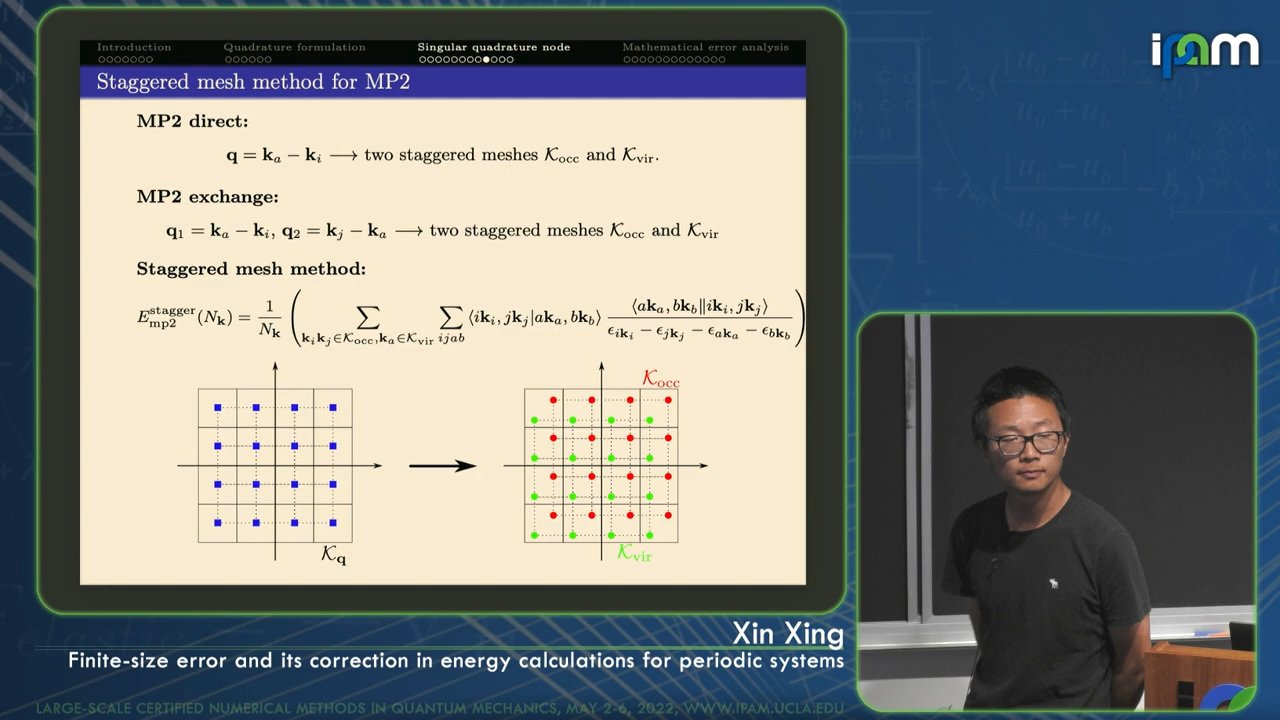 Introduction
Quadrature formulation
Singular quadrature node
Mathematical error analysis
Staggered mesh method for MP2
MP2 direct:
q = k_a − k_i ⟶ two staggered meshes 𝒦_occ and 𝒦_vir.
MP2 exchange:
q_1 = k_a − k_i, q_2 = k_j − k_a ⟶ two staggered meshes 𝒦_occ and 𝒦_vir
Staggered mesh method:
E_mp2^stagger(N_k) = 1/N_k ( ∑_{k_i k_j∈𝒦_occ, k_a∈𝒦_vir} ∑_{ijab} ⟨ik_i, jk_j|ak_a, bk_b⟩ ⟨ak_a, bk_b‖ik_i, jk_j⟩ / (ϵ_{ik_i} − ϵ_{jk_j} − ϵ_{ak_a} − ϵ_{bk_b}) )
𝒦_occ
𝒦_q
𝒦_vir
ipam
Xin Xing
Finite-size error and its correction in energy calculations for periodic systems
LARGE-SCALE CERTIFIED NUMERICAL METHODS IN QUANTUM MECHANICS, MAY 2-6, 2022, WWW.IPAM.UCLA.EDU